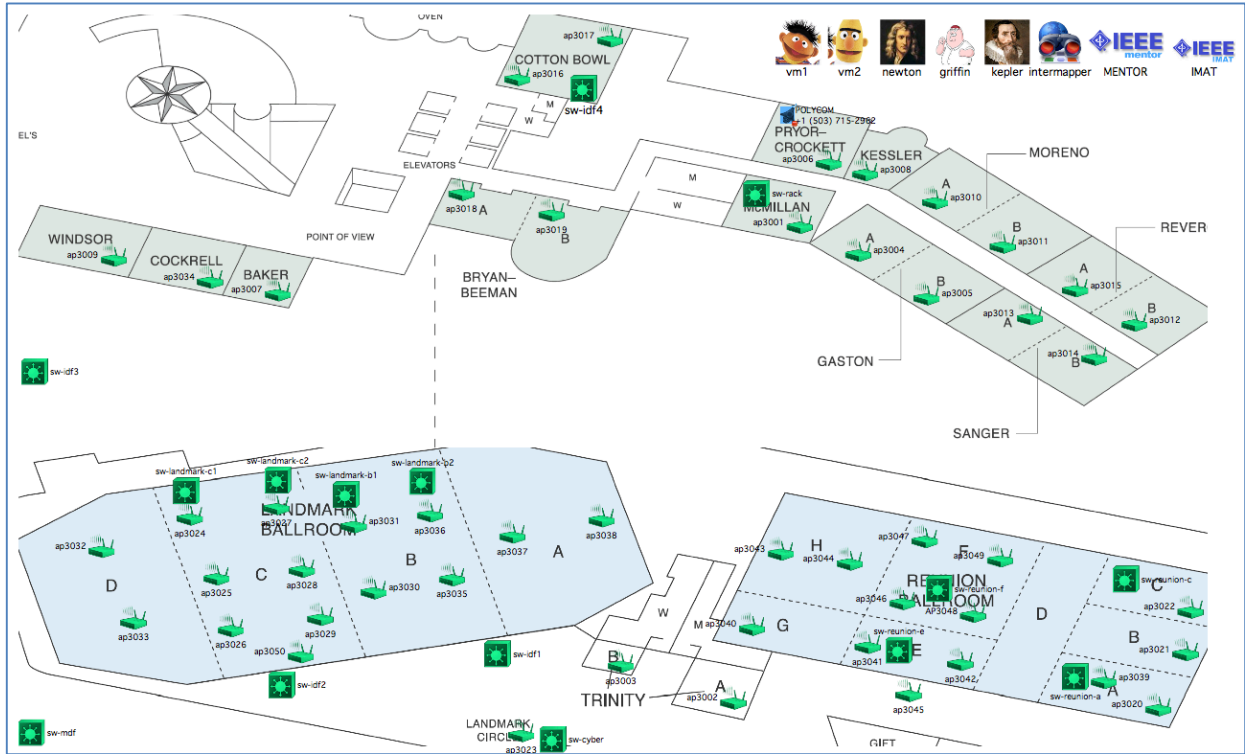 OVEN
ap3017
COTTON BOWL
ap3016
sw-idf4
M
W
vm1
vm2
newton
griffin
kepler
intermapper
IEEE
mentor
MENTOR
IEEE
IMAT
IMAT
EL'S
ELEVATORS
POLYCOM
+1 (503) 715-2962
PRYOR–
CROCKETT
ap3006
KESSLER
ap3008
MORENO
A
ap3010
B
ap3011
REVER
A
ap3015
B
ap3012
M
W
sw-rack
McMILLAN
ap3001
ap3018
A
ap3019
B
BRYAN–
BEEMAN
POINT OF VIEW
WINDSOR
ap3009
COCKRELL
ap3034
BAKER
ap3007
A
ap3004
B
ap3005
ap3013
A
ap3014
B
GASTON
SANGER
sw-idf3
sw-landmark-c1
sw-landmark-c2
sw-landmark-b1
sw-landmark-b2
LANDMARK
BALLROOM
ap3024
ap3027
ap3031
ap3036
ap3037
ap3038
A
ap3032
D
ap3033
C
ap3025
ap3028
B
ap3030
ap3035
ap3026
ap3029
ap3050
sw-idf2
sw-idf1
W
M
B
ap3003
TRINITY
A
ap3002
sw-mdf
LANDMARK
ap3023
sw-cyber
ap3043
H
ap3044
ap3047
F
ap3049
REUNION
BALLROOM
sw-reunion-f
ap3046
AP3048
D
sw-reunion-c
C
ap3022
ap3040
G
sw-reunion-e
E
ap3041
ap3042
ap3045
B
ap3021
sw-reunion-a
ap3039
A
ap3020
GIFT